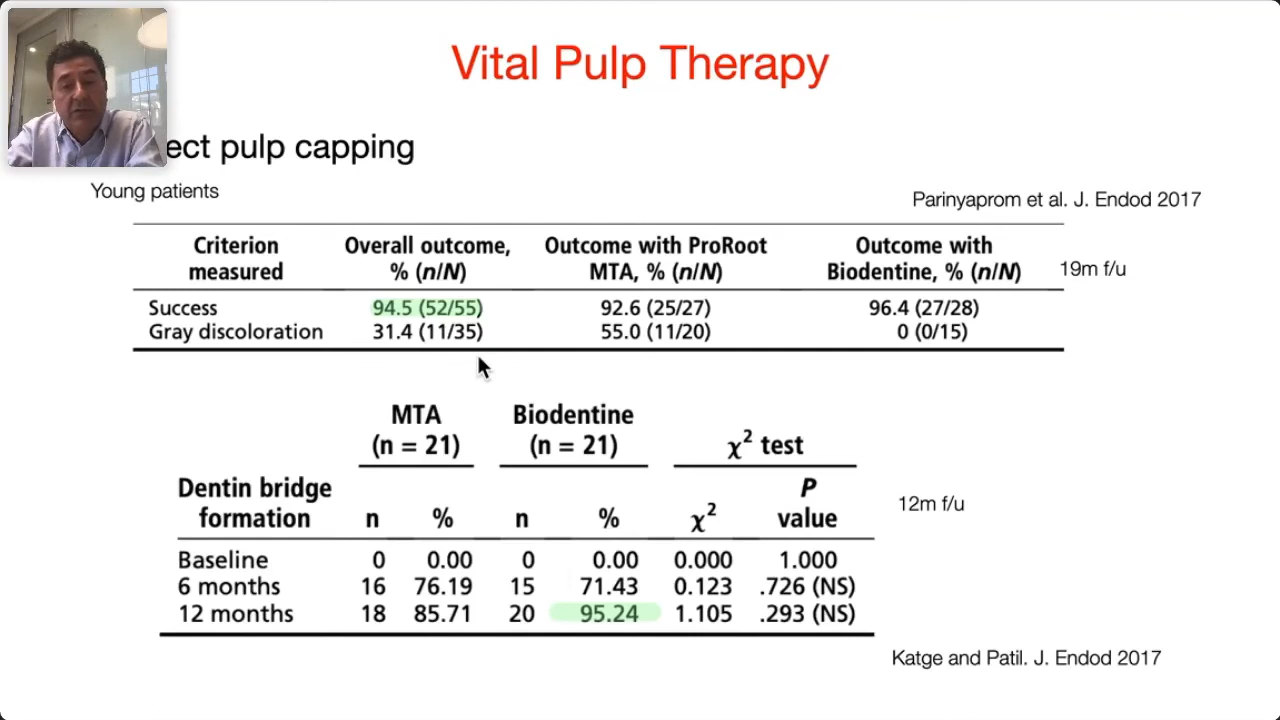 Vital Pulp Therapy
ect pulp capping
Young patients
Parinyaprom et al. J. Endod 2017
Criterion measured Overall outcome, % (n/N) Outcome with ProRoot MTA, % (n/N) Outcome with Biodentine, % (n/N)
19m f/u
Success 94.5 (52/55) 92.6 (25/27) 96.4 (27/28)
Gray discoloration 31.4 (11/35) 55.0 (11/20) 0 (0/15)
MTA (n = 21) Biodentine (n = 21) χ² test
Dentin bridge formation n % n % χ² P value
12m f/u
Baseline 0 0.00 0 0.00 0.000 1.000
6 months 16 76.19 15 71.43 0.123 .726 (NS)
12 months 18 85.71 20 95.24 1.105 .293 (NS)
Katge and Patil. J. Endod 2017